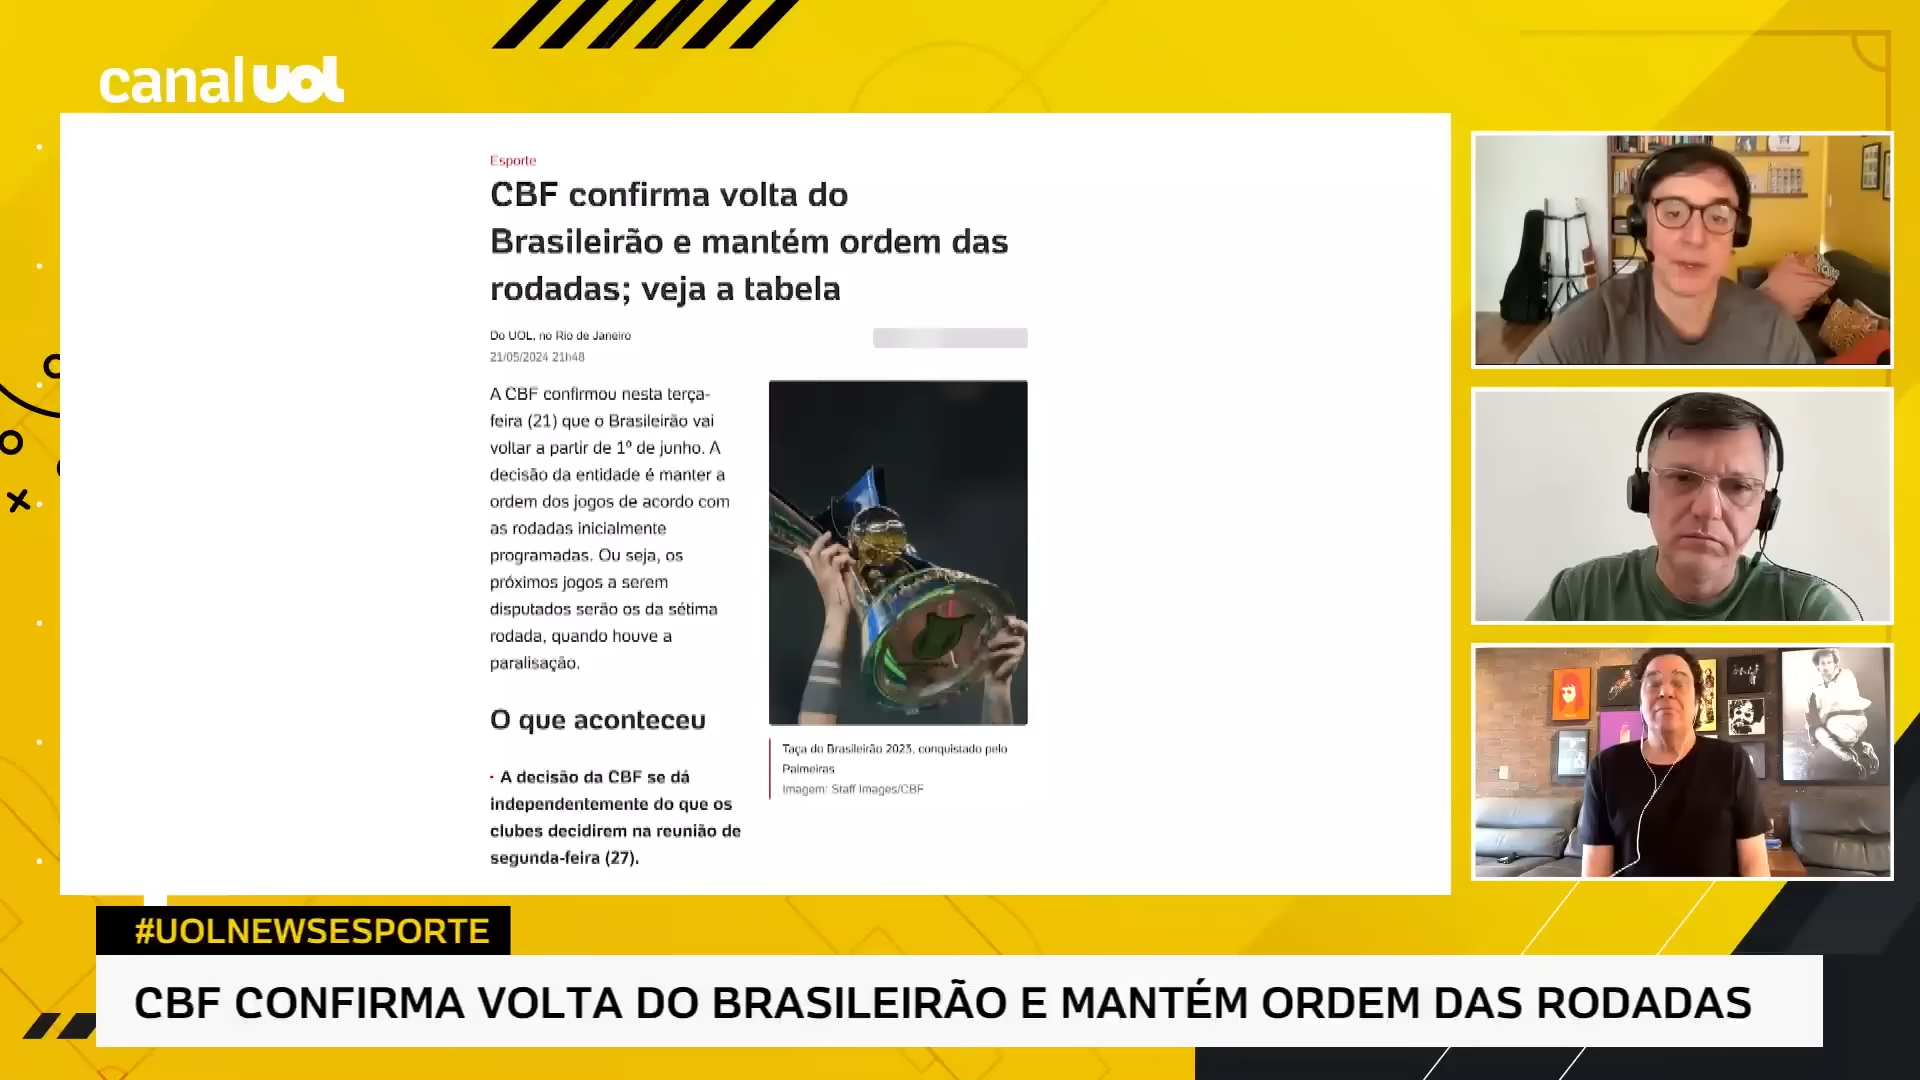 canal uol
Esporte
CBF confirma volta do
Brasileirão e mantém ordem das
rodadas; veja a tabela
Do UOL, no Rio de Janeiro
21/05/2024 21h48
A CBF confirmou nesta terça-
feira (21) que o Brasileirão vai
voltar a partir de 1º de junho. A
decisão da entidade é manter a
ordem dos jogos de acordo com
as rodadas inicialmente
programadas. Ou seja, os
próximos jogos a serem
disputados serão os da sétima
rodada, quando houve a
paralisação.
O que aconteceu
· A decisão da CBF se dá
independentemente do que os
clubes decidirem na reunião de
segunda-feira (27).
Taça do Brasileirão 2023, conquistado pelo
Palmeiras
Imagem: Staff Images/CBF
#UOLNEWSESPORTE
CBF CONFIRMA VOLTA DO BRASILEIRÃO E MANTÉM ORDEM DAS RODADAS